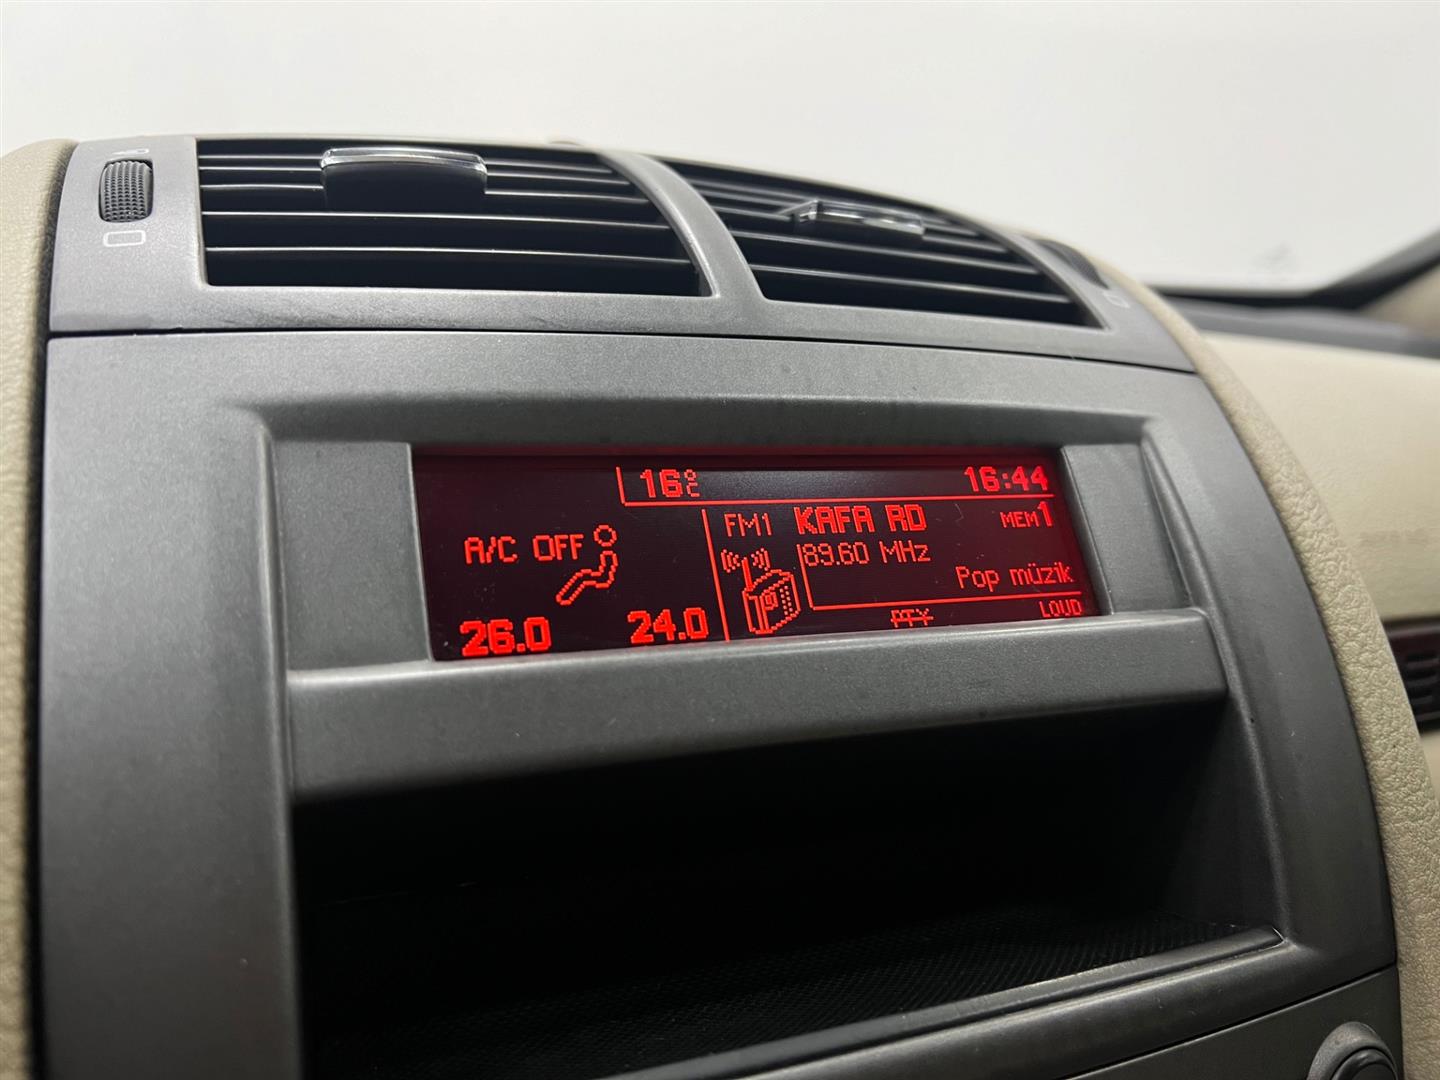 16°C 16:44
A/C OFF
26.0 24.0
FM1 KAFA RD MEM1
89.60 MHz
Pop müzik
PTY LOUD